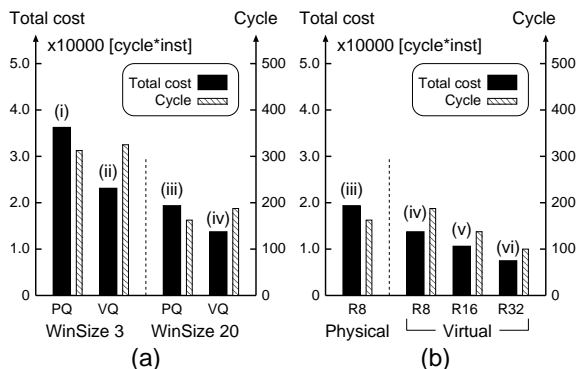 Total cost Cycle
x10000 [cycle*inst]
Total cost
Cycle
5.0 500
4.0 400
3.0 300
2.0 200
1.0 100
0 0
(i)
(ii)
(iii)
(iv)
PQ VQ PQ VQ
WinSize 3 WinSize 20
(a)
Total cost Cycle
x10000 [cycle*inst]
Total cost
Cycle
5.0 500
4.0 400
3.0 300
2.0 200
1.0 100
0 0
(iii)
(iv)
(v)
(vi)
R8 R8 R16 R32
Physical Virtual
(b)